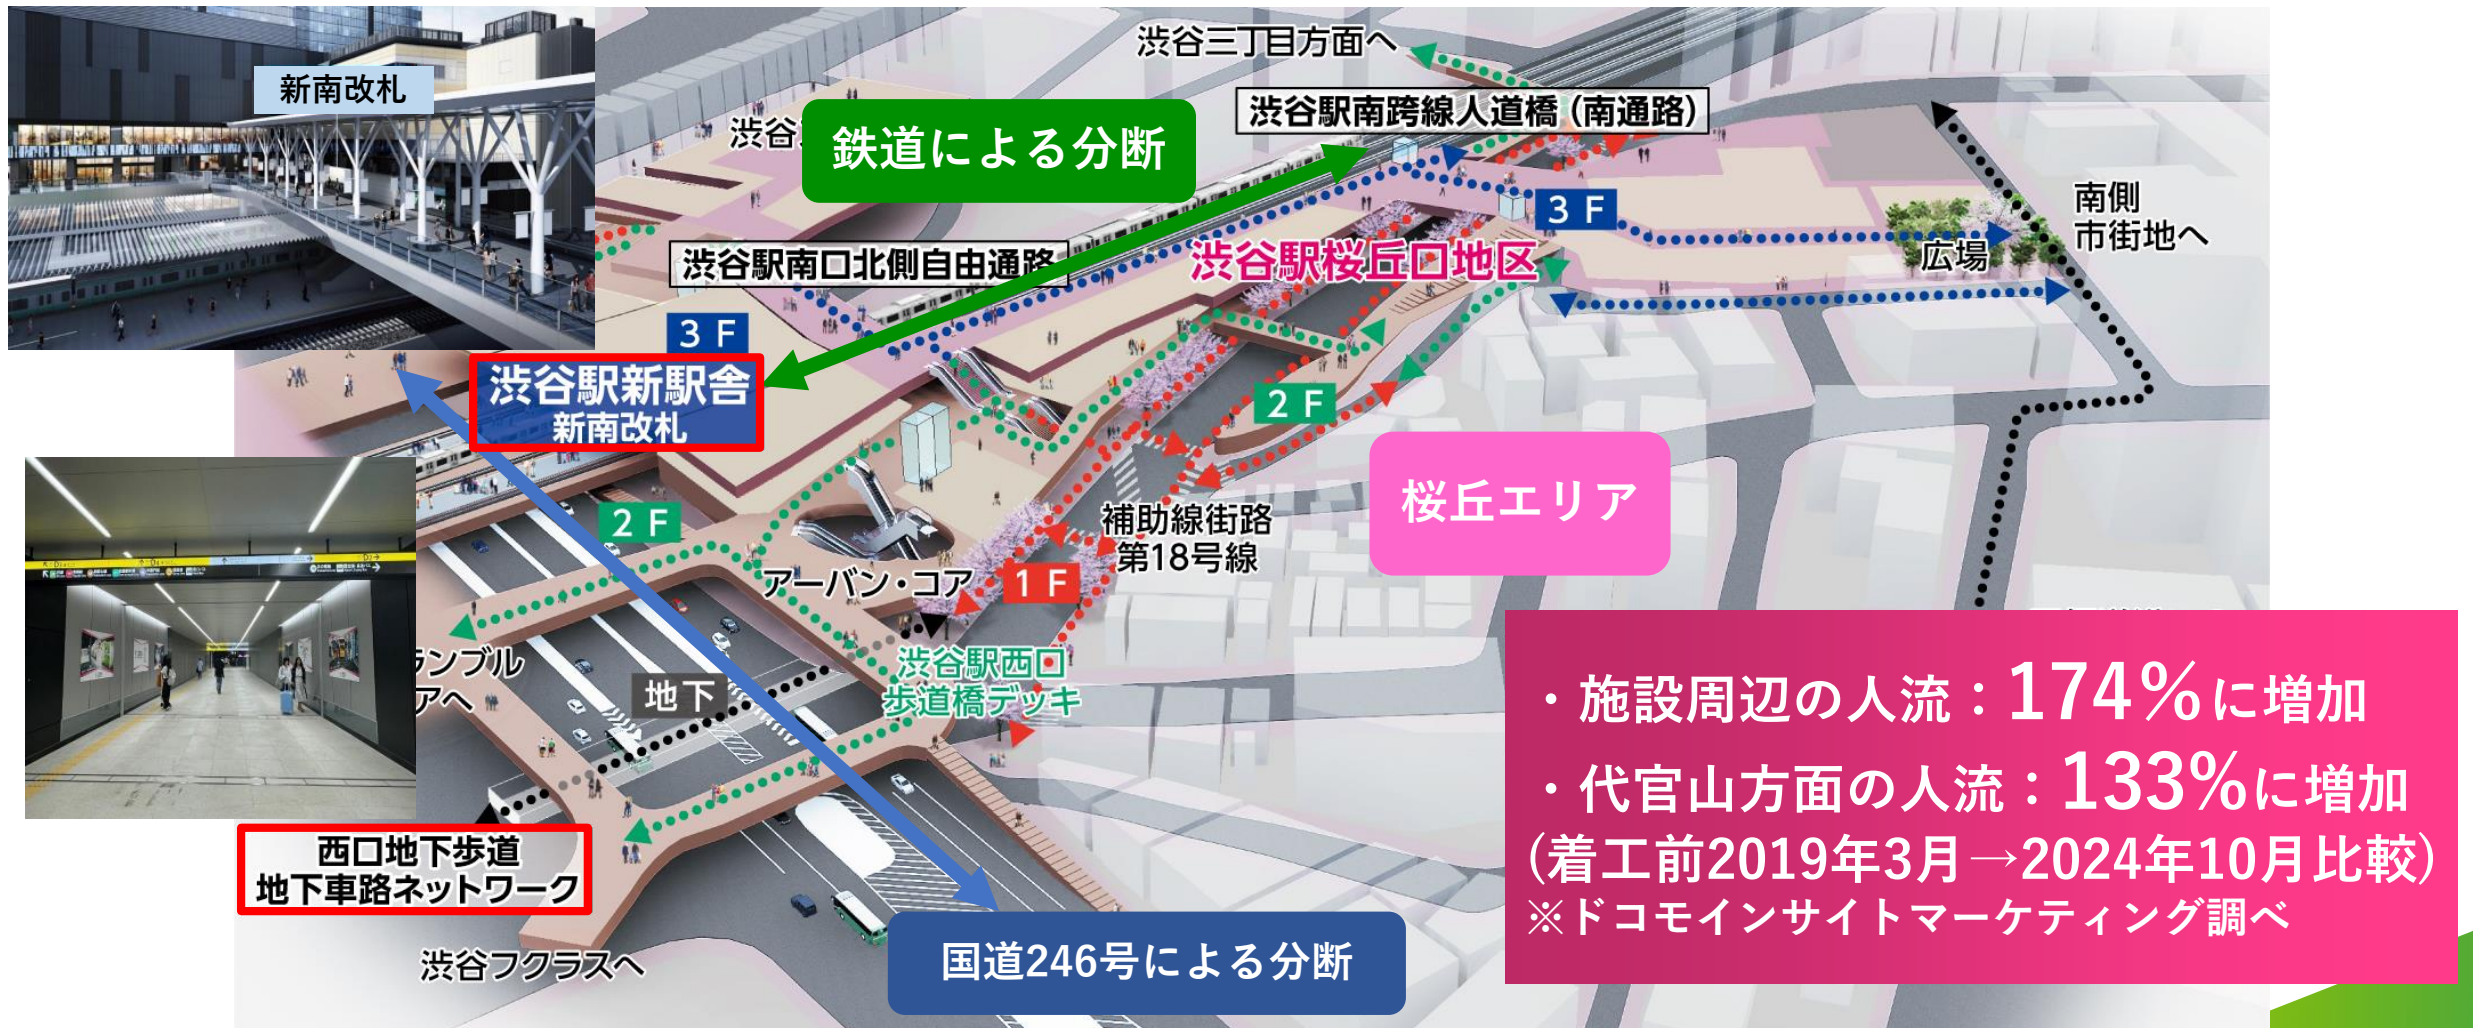 新南改札
渋谷三丁目方面へ
渋谷
鉄道による分断
渋谷駅南跨線人道橋（南通路）
3F
南側
市街地へ
渋谷駅南口北側自由通路
渋谷駅桜丘口地区
広場
3F
渋谷駅新駅舎
新南改札
2F
桜丘エリア
2F
補助線街路
第18号線
アーバン・コア
1F
ランブル
アへ
渋谷駅西口
歩道橋デッキ
地下
西口地下歩道
地下車路ネットワーク
渋谷フクラスへ
国道246号による分断
・施設周辺の人流：174％に増加
・代官山方面の人流：133%に増加
(着工前2019年3月→2024年10月比較)
※ドコモインサイトマーケティング調べ